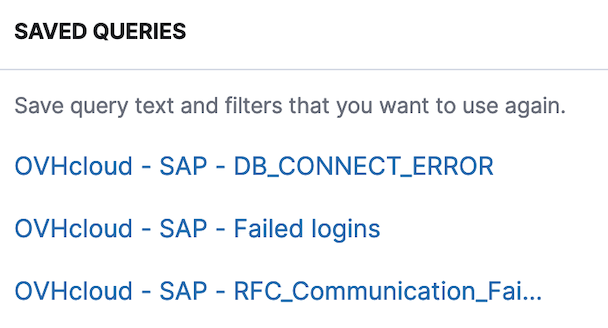 SAVED QUERIES
Save query text and filters that you want to use again.
OVHcloud - SAP - DB_CONNECT_ERROR
OVHcloud - SAP - Failed logins
OVHcloud - SAP - RFC_Communication_Fai...